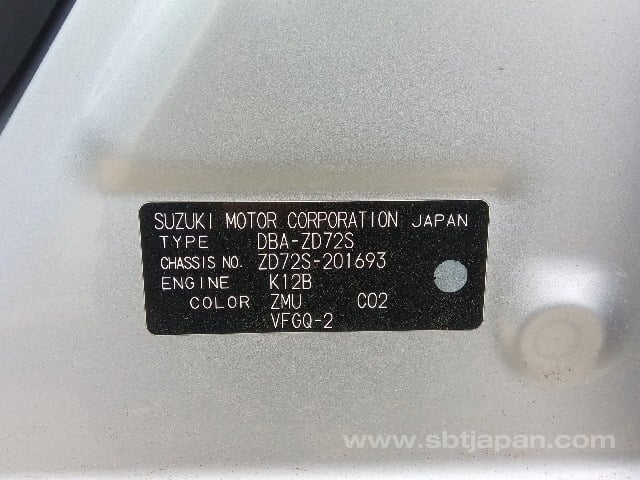 SUZUKI MOTOR CORPORATION JAPAN
TYPE DBA-ZD72S
CHASSIS NO. ZD72S-201693
ENGINE K12B
COLOR ZMU C02
VFGQ-2
www.sbtjapan.com